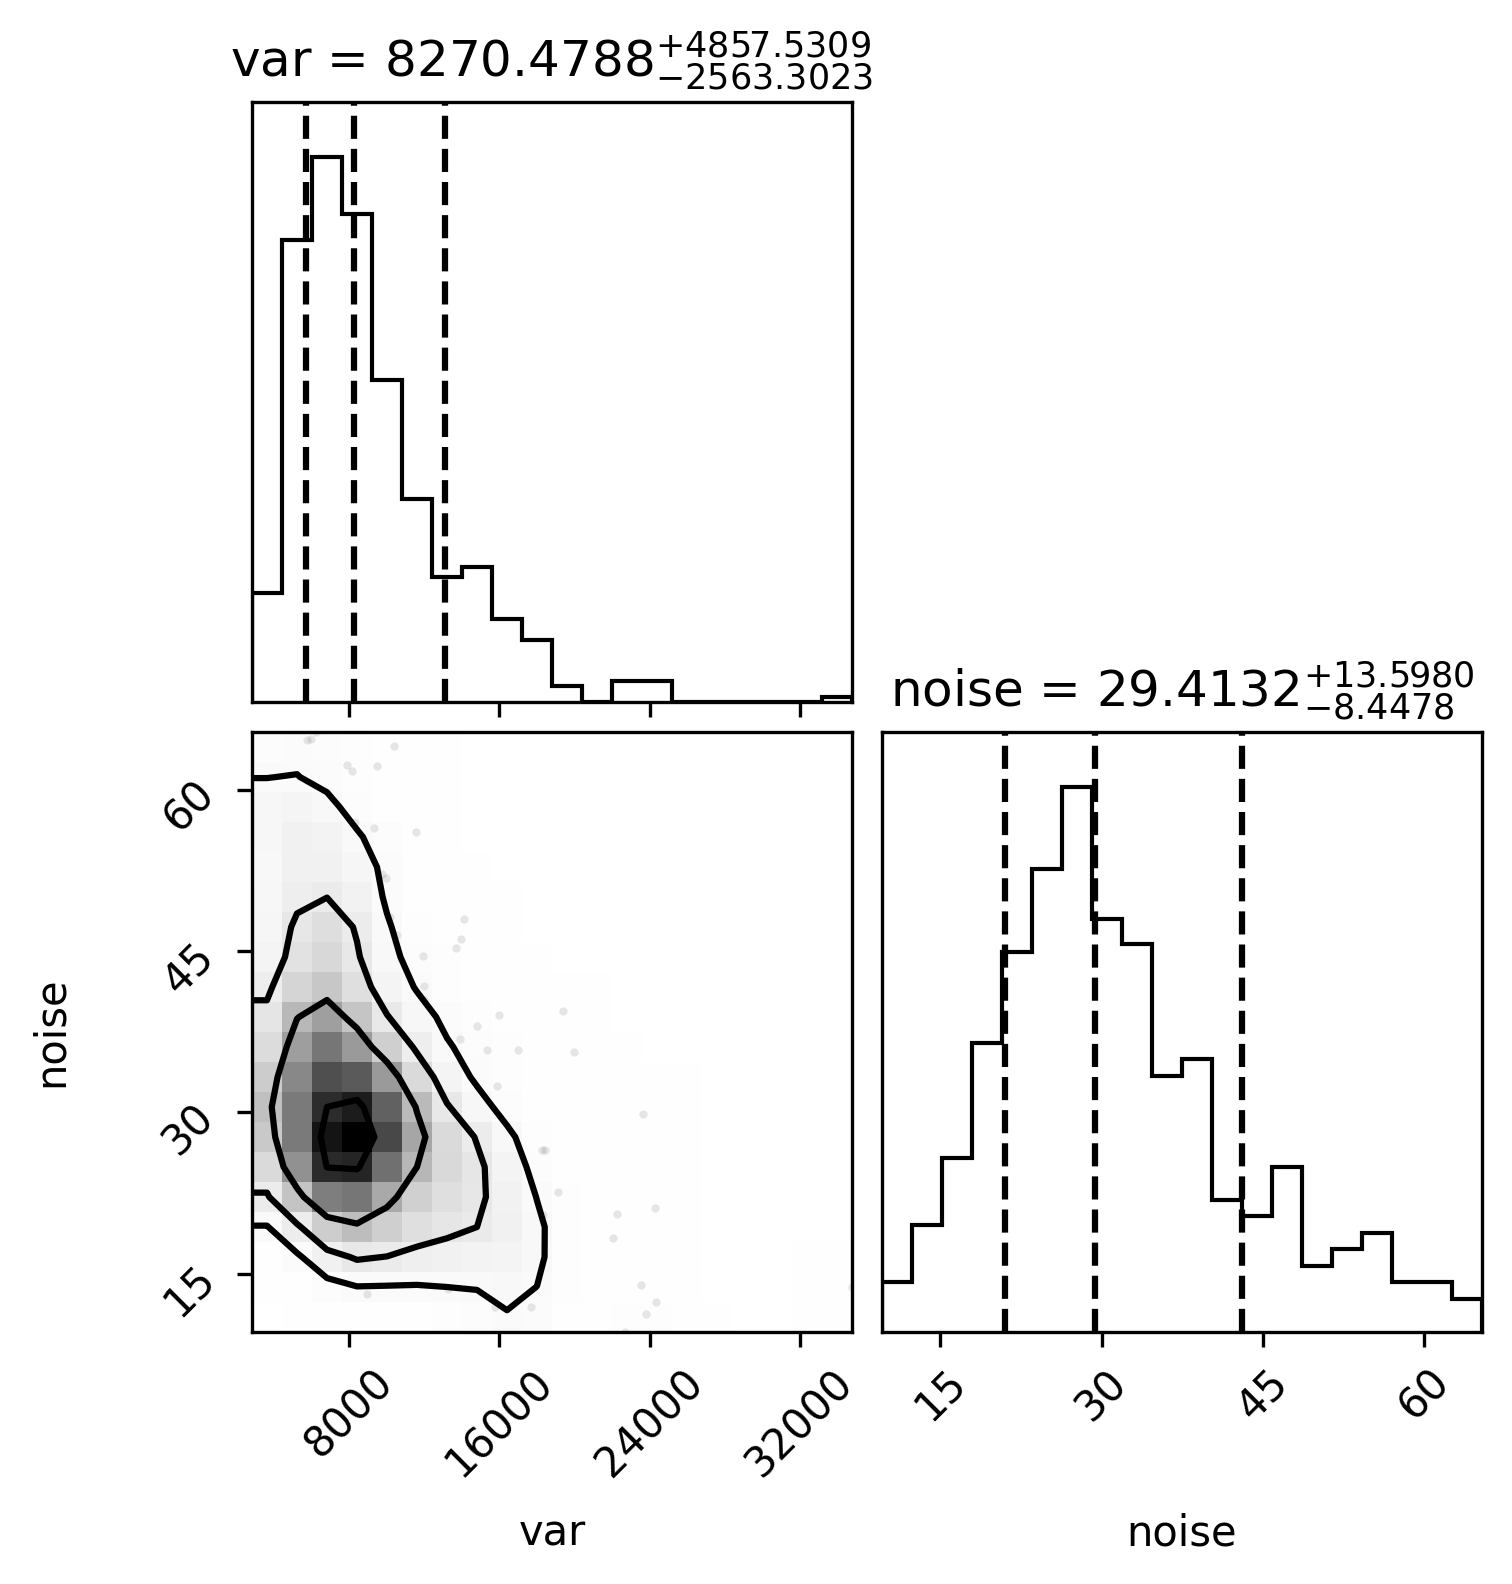 var = 8270.4788+4857.5309−2563.3023
noise = 29.4132+13.5980−8.4478
60
45
30
15
noise
8000 16000 24000 32000
15 30 45 60
var
noise